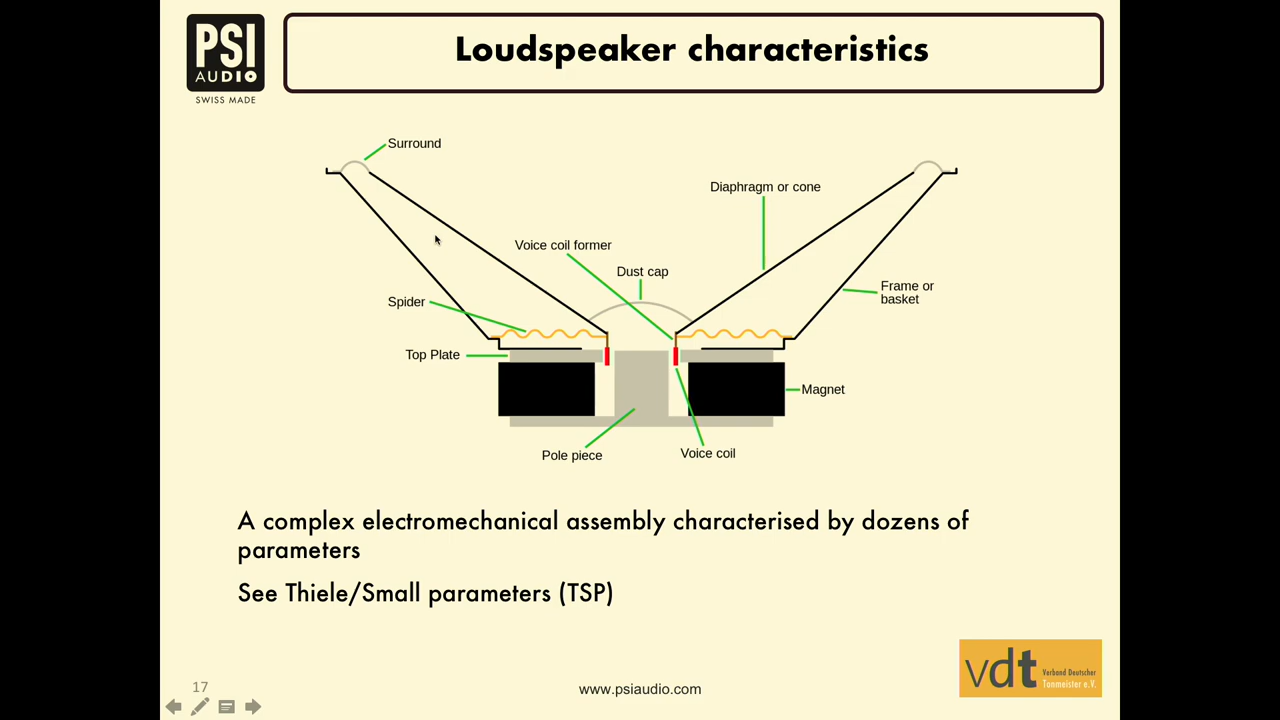 PSI
AUDIO
SWISS MADE
Loudspeaker characteristics
Surround
Diaphragm or cone
Voice coil former
Dust cap
Spider
Frame or
basket
Top Plate
Magnet
Pole piece
Voice coil
A complex electromechanical assembly characterised by dozens of
parameters
See Thiele/Small parameters (TSP)
vdt
Verband Deutscher
Tonmeister e.V.
17
www.psiaudio.com